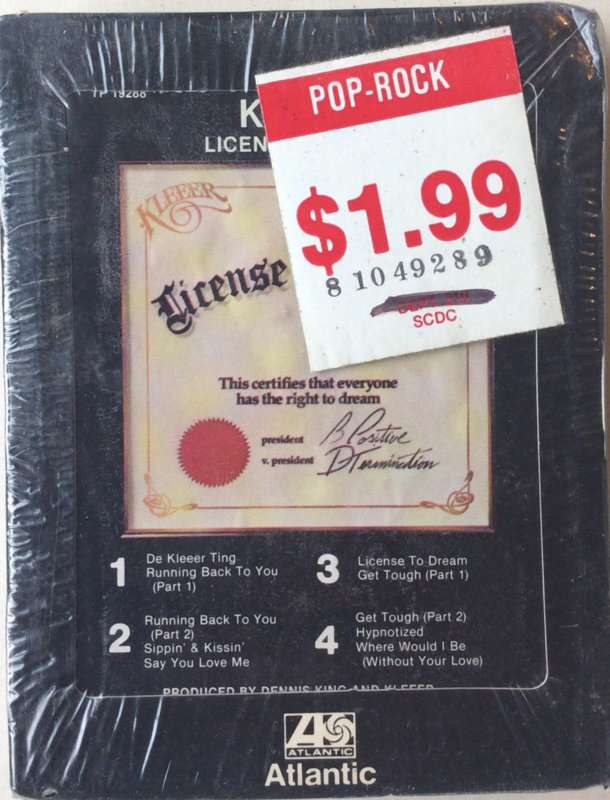 TP 19288
POP-ROCK
K
LICEN
$1.99
8 1049289
SCDC
KLEEER
License
This certifies that everyone
has the right to dream
president B Positive
v. president D Termination
1 De Kleeer Ting
Running Back To You
(Part 1)
2 Running Back To You
(Part 2)
Sippin' & Kissin'
Say You Love Me
3 License To Dream
Get Tough (Part 1)
4 Get Tough (Part 2)
Hypnotized
Where Would I Be
(Without Your Love)
PRODUCED BY DENNIS KING AND KLEEER
ATLANTIC
Atlantic